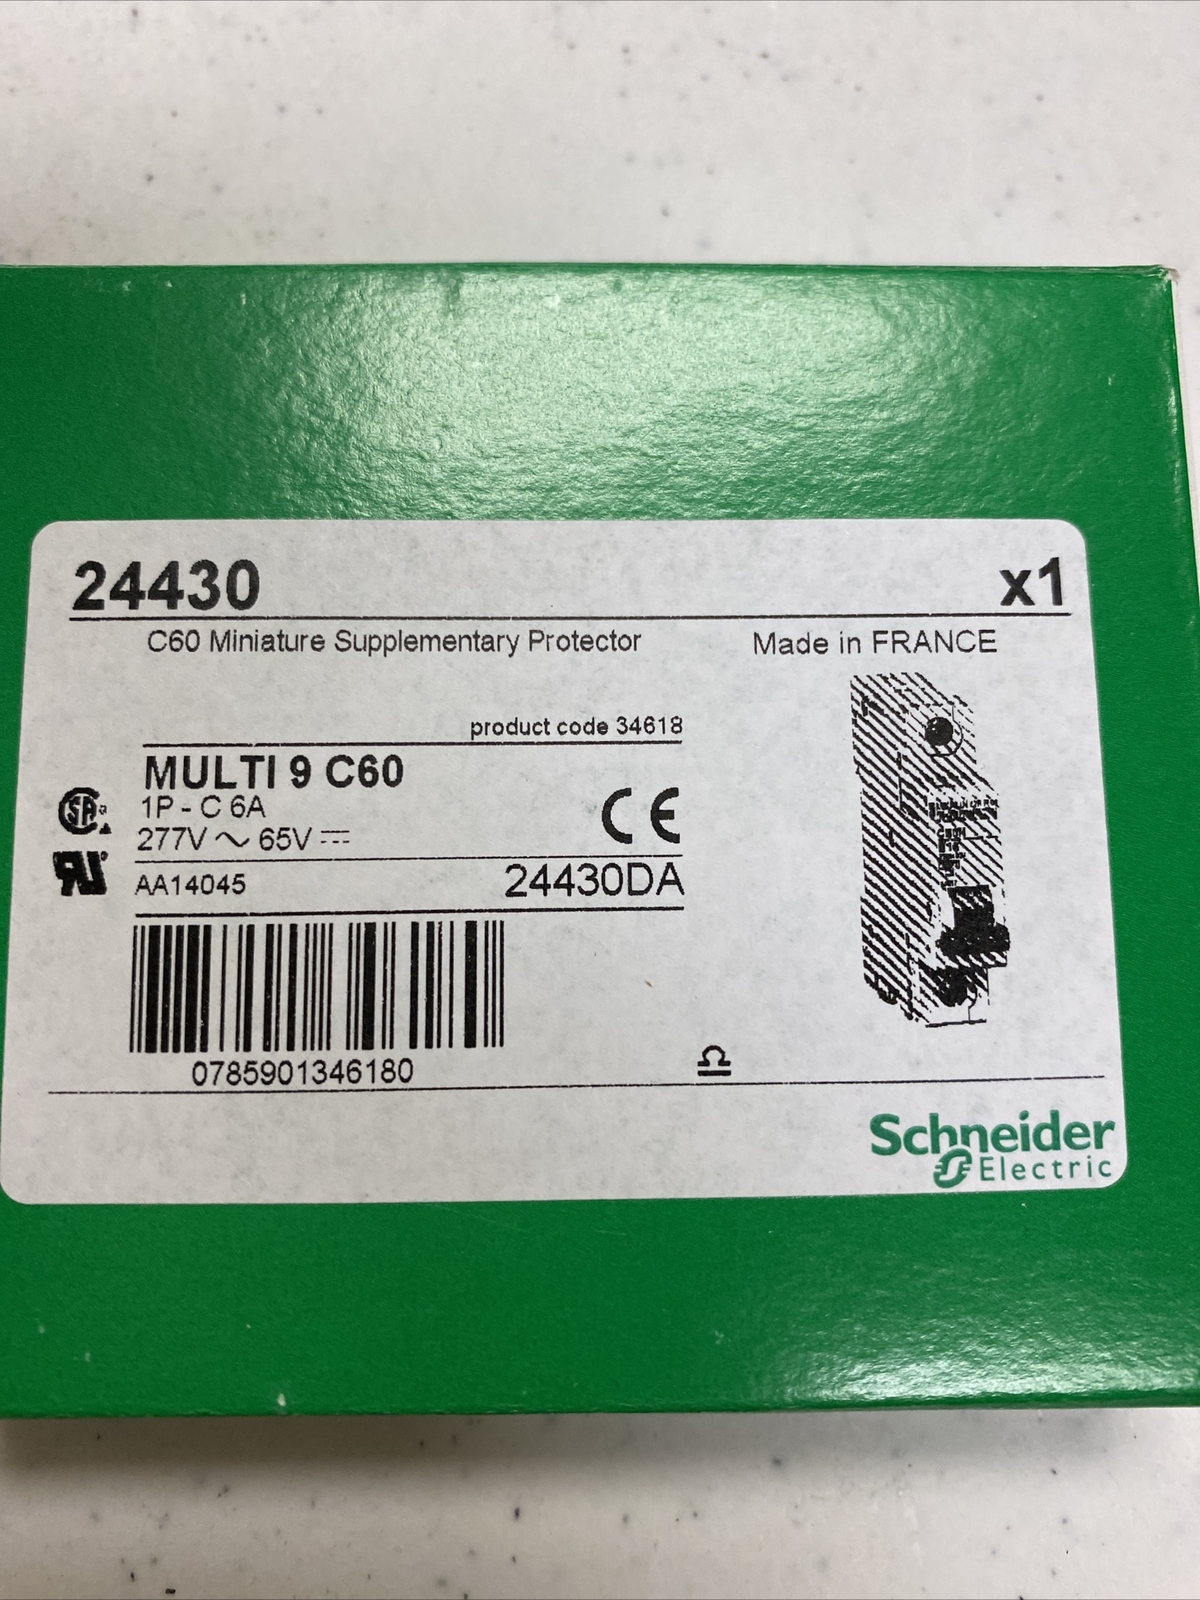 24430 x1
C60 Miniature Supplementary Protector Made in FRANCE
product code 34618
MULTI 9 C60
1P - C 6A
277V ~ 65V ⎓
CE
SA
AA14045 24430DA
0785901346180
Schneider
Electric